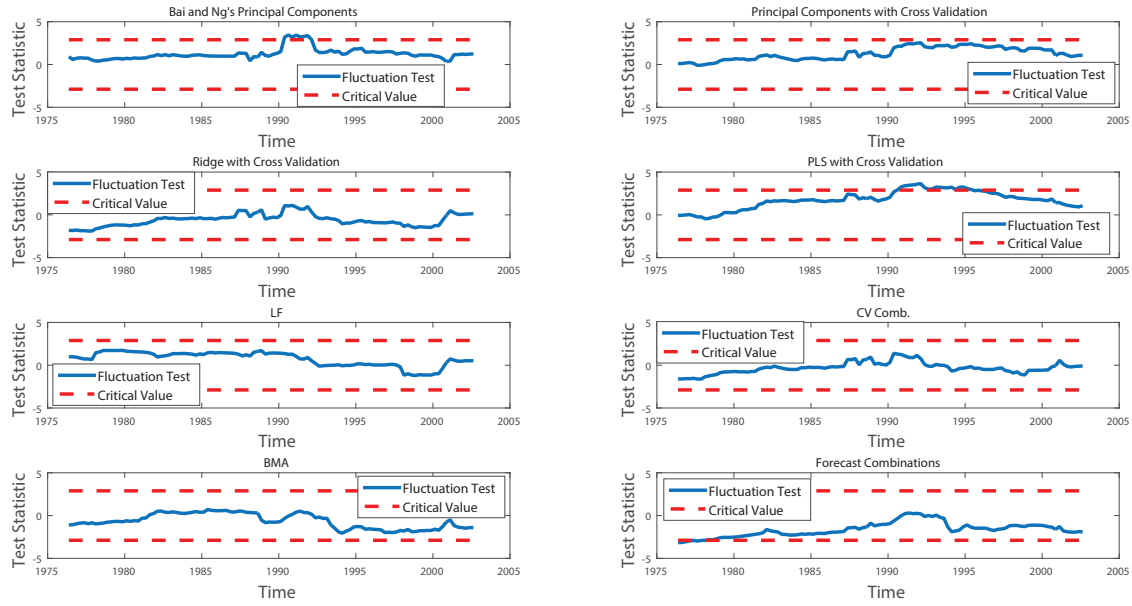 Bai and Ng's Principal Components
5
0
-5
Test Statistic
Fluctuation Test
Critical Value
1975 1980 1985 1990 1995 2000 2005
Time
Principal Components with Cross Validation
5
0
-5
Test Statistic
Fluctuation Test
Critical Value
1975 1980 1985 1990 1995 2000 2005
Time
Ridge with Cross Validation
5
0
-5
Test Statistic
Fluctuation Test
Critical Value
1975 1980 1985 1990 1995 2000 2005
Time
PLS with Cross Validation
5
0
-5
Test Statistic
Fluctuation Test
Critical Value
1975 1980 1985 1990 1995 2000 2005
Time
LF
5
0
-5
Test Statistic
Fluctuation Test
Critical Value
1975 1980 1985 1990 1995 2000 2005
Time
CV Comb.
5
0
-5
Test Statistic
Fluctuation Test
Critical Value
1975 1980 1985 1990 1995 2000 2005
Time
BMA
5
0
-5
Test Statistic
Fluctuation Test
Critical Value
1975 1980 1985 1990 1995 2000 2005
Time
Forecast Combinations
5
0
-5
Test Statistic
Fluctuation Test
Critical Value
1975 1980 1985 1990 1995 2000 2005
Time